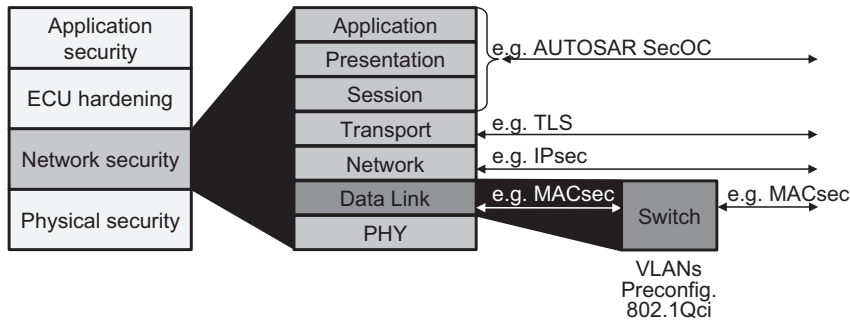 Application
security
ECU hardening
Network security
Physical security
Application
Presentation
Session
Transport
Network
Data Link
PHY
e.g. AUTOSAR SecOC
e.g. TLS
e.g. IPsec
e.g. MACsec
Switch
e.g. MACsec
VLANs
Preconfig.
802.1Qci